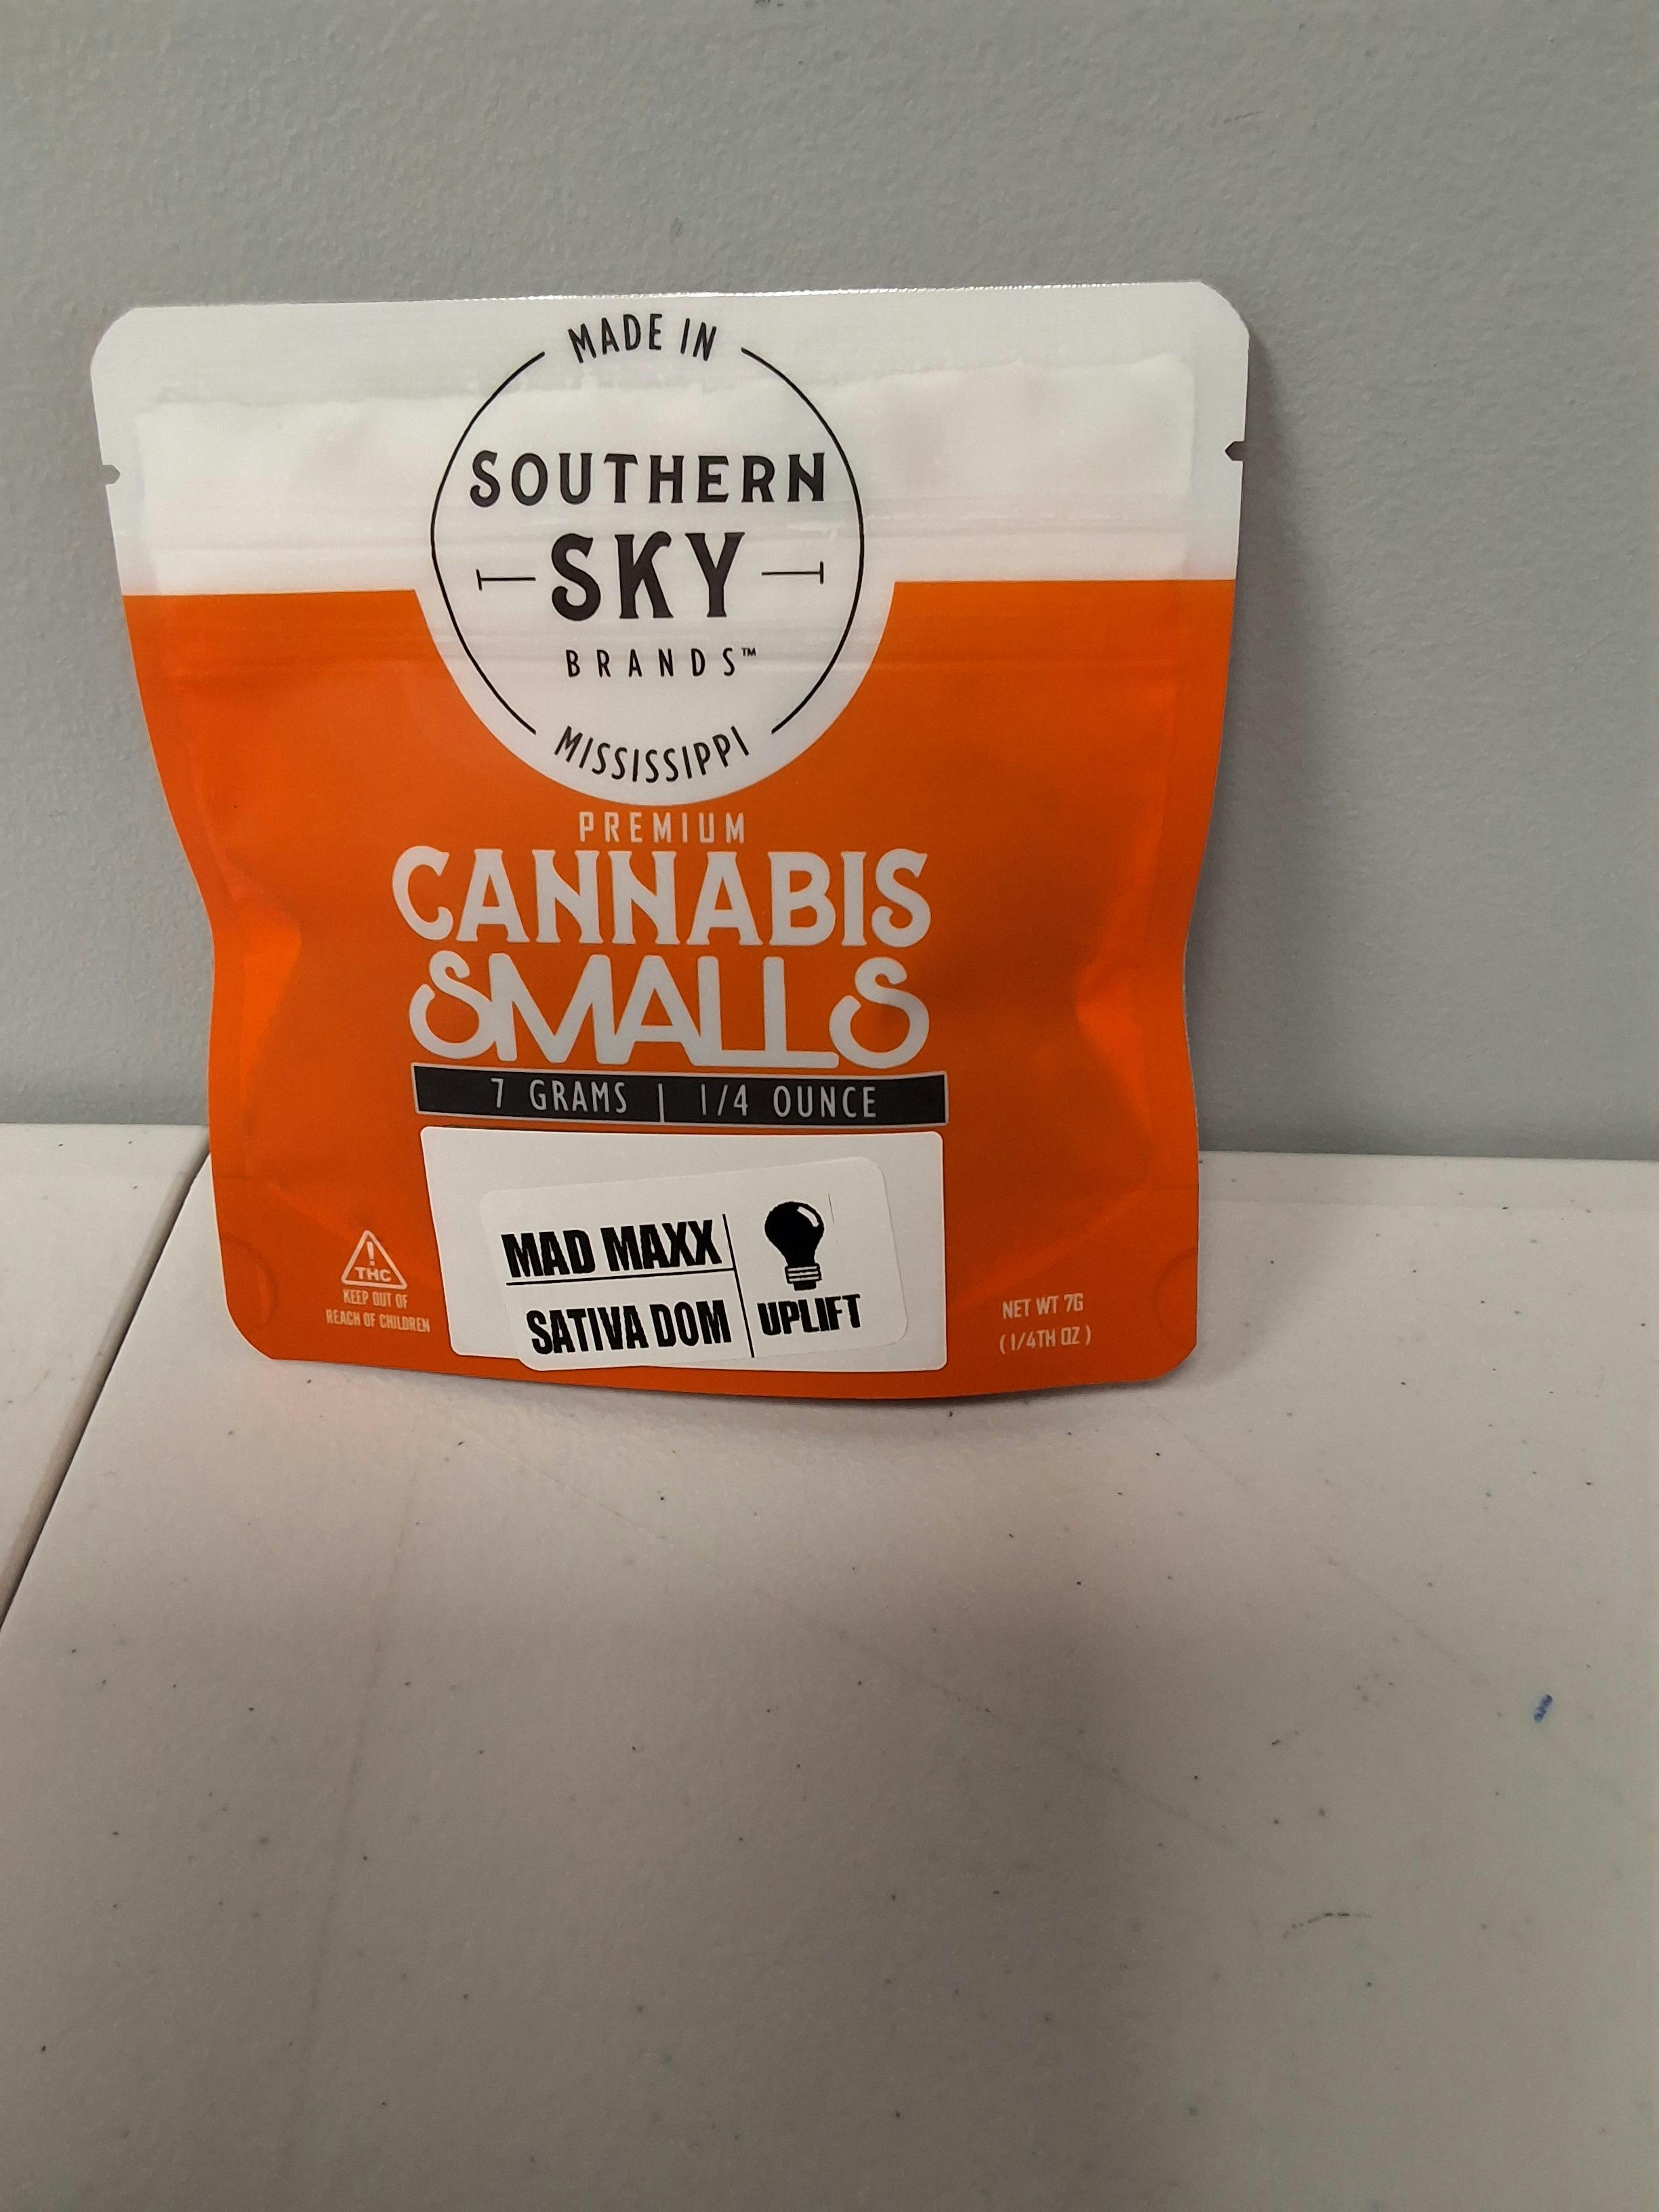 MADE IN
SOUTHERN
SKY
BRANDS™
MISSISSIPPI
PREMIUM
CANNABIS
SMALLS
7 GRAMS | 1/4 OUNCE
MAD MAXX
SATIVA DOM
UPLIFT
!
THC
KEEP OUT OF
REACH OF CHILDREN
NET WT 7G
(1/4TH OZ)